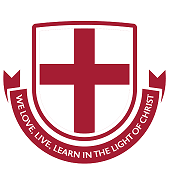 WE LOVE, LIVE, LEARN IN THE LIGHT OF CHRIST